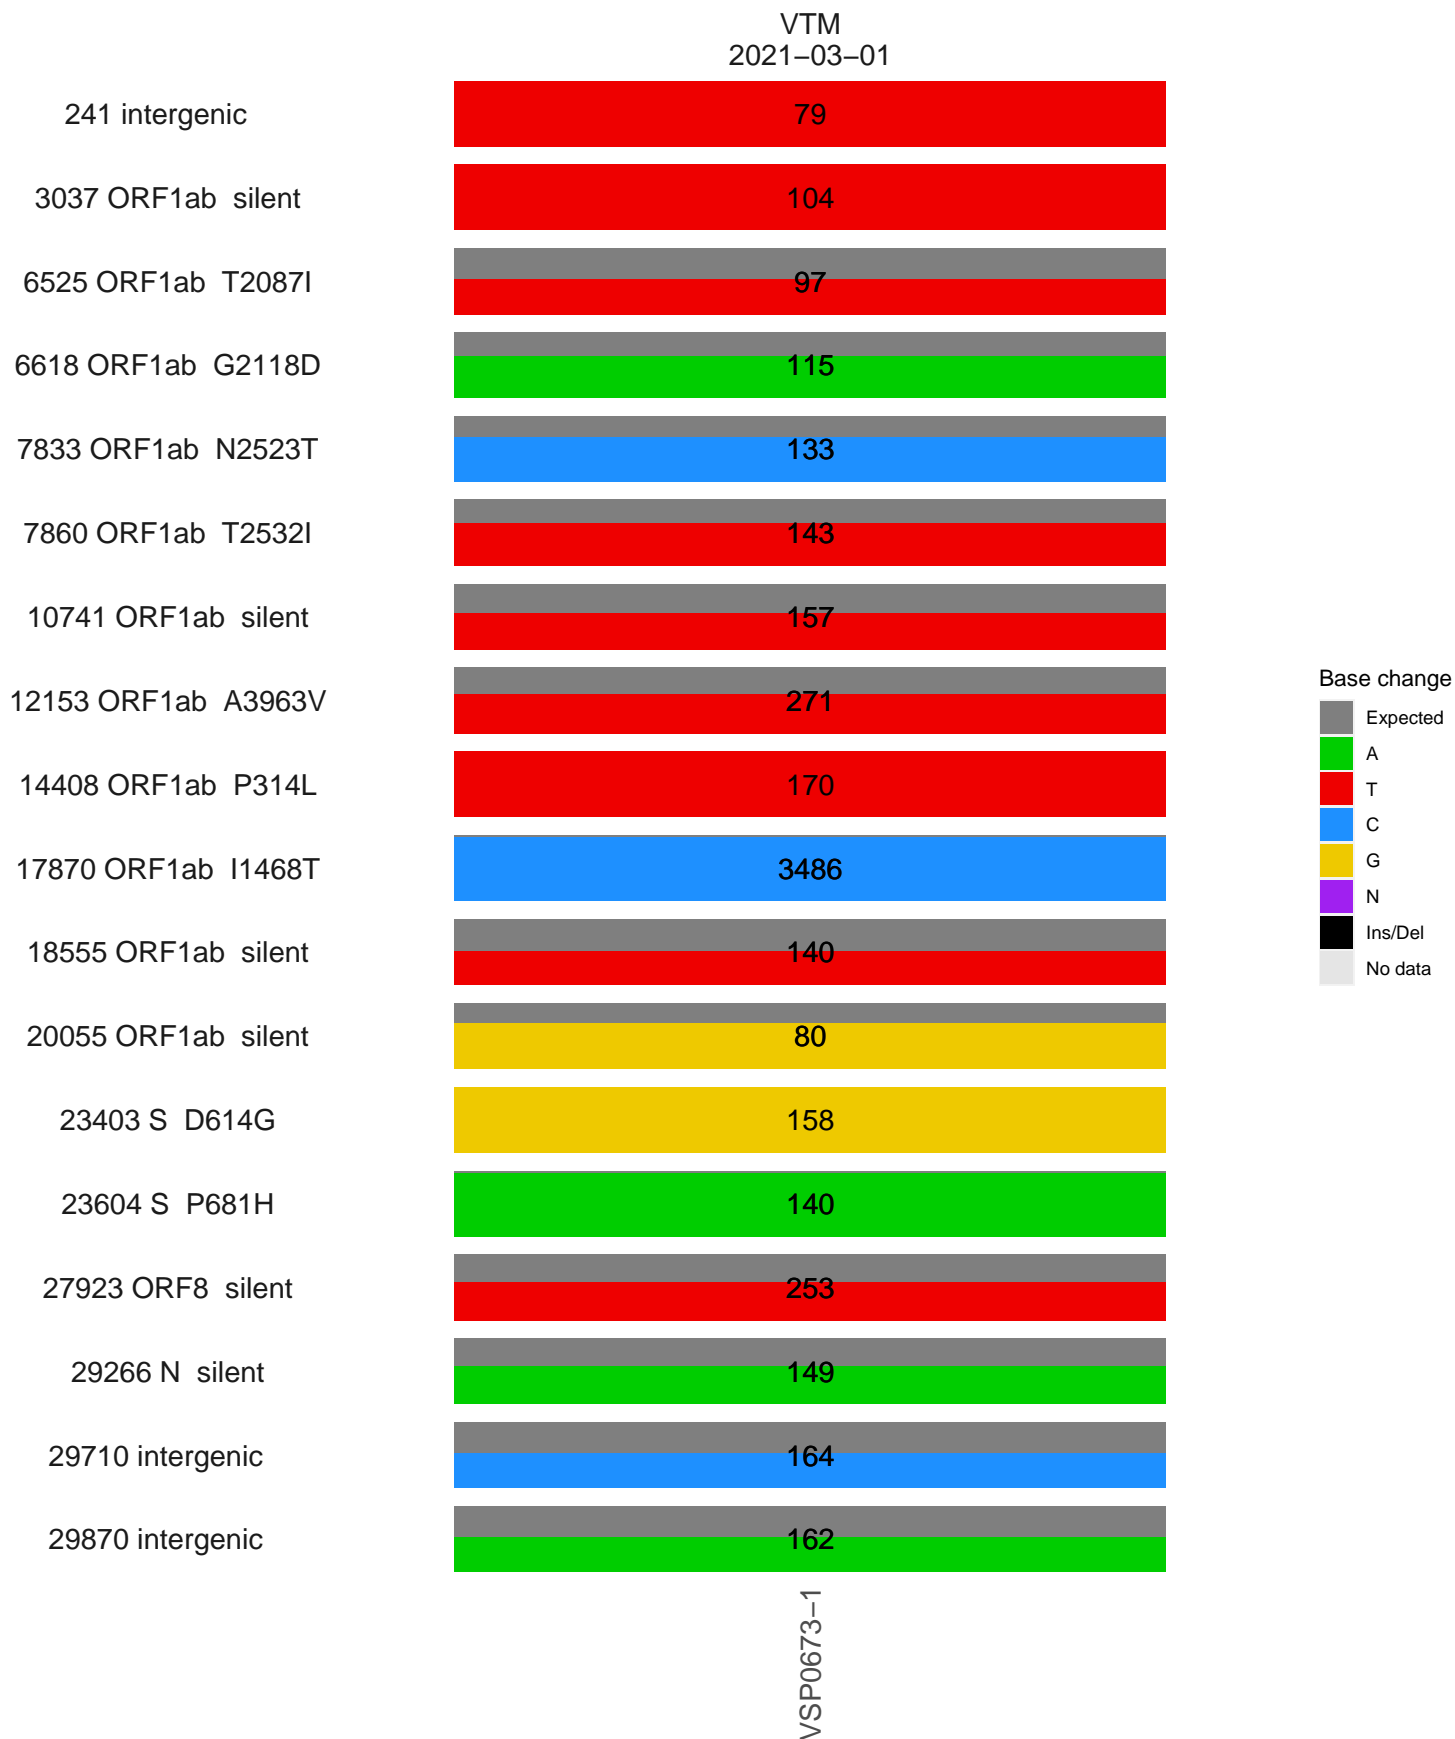 VTM
2021−03−01
241 intergenic
79
3037 ORF1ab silent
104
6525 ORF1ab T2087I
97
6618 ORF1ab G2118D
115
7833 ORF1ab N2523T
133
7860 ORF1ab T2532I
143
10741 ORF1ab silent
157
12153 ORF1ab A3963V
271
14408 ORF1ab P314L
170
17870 ORF1ab I1468T
3486
18555 ORF1ab silent
140
20055 ORF1ab silent
80
23403 S D614G
158
23604 S P681H
140
27923 ORF8 silent
253
29266 N silent
149
29710 intergenic
164
29870 intergenic
162
VSP0673−1
Base change
Expected
A
T
C
G
N
Ins/Del
No data